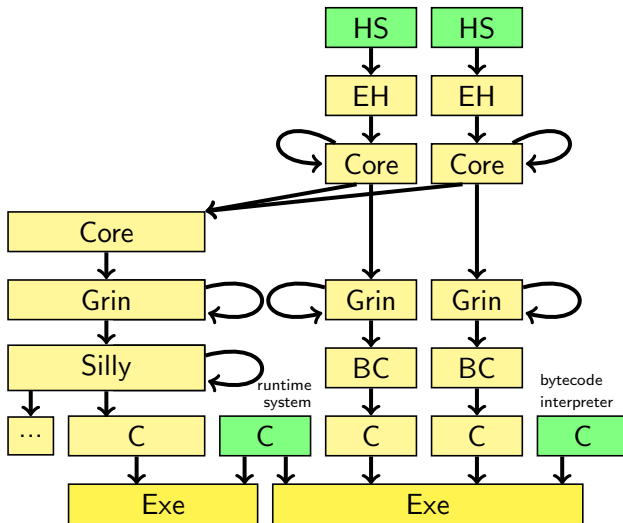 HS HS
EH EH
Core Core
Core
Grin Grin Grin
Silly BC BC
runtime
system
bytecode
interpreter
... C C C C C
Exe Exe